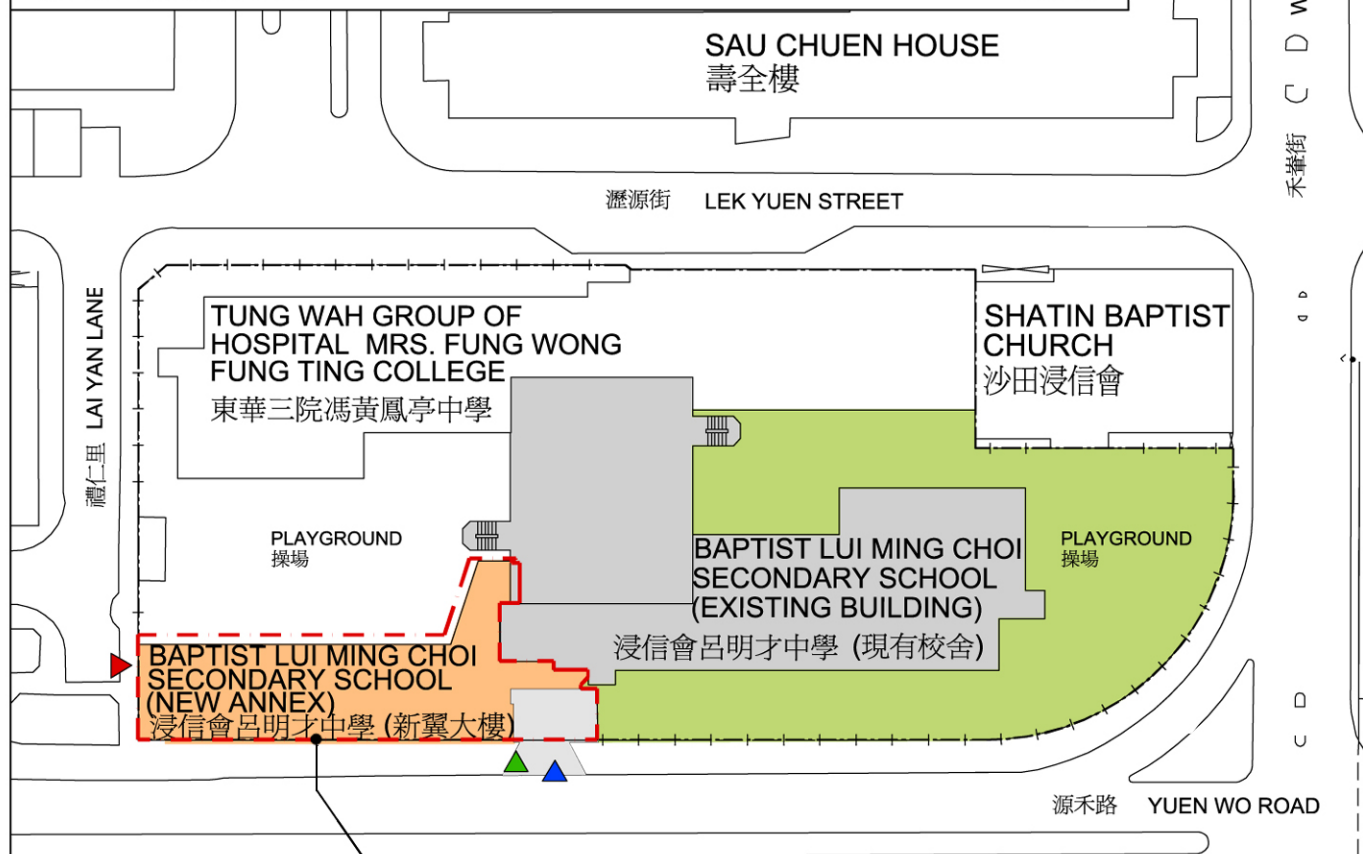 SAU CHUEN HOUSE
壽全樓
瀝源街 LEK YUEN STREET
禾輋街
禮仁里 LAI YAN LANE
TUNG WAH GROUP OF
HOSPITAL MRS. FUNG WONG
FUNG TING COLLEGE
東華三院馮黃鳳亭中學
SHATIN BAPTIST
CHURCH
沙田浸信會
PLAYGROUND
操場
BAPTIST LUI MING CHOI
SECONDARY SCHOOL
(EXISTING BUILDING)
浸信會呂明才中學 (現有校舍)
PLAYGROUND
操場
BAPTIST LUI MING CHOI
SECONDARY SCHOOL
(NEW ANNEX)
浸信會呂明才中學 (新翼大樓)
源禾路 YUEN WO ROAD